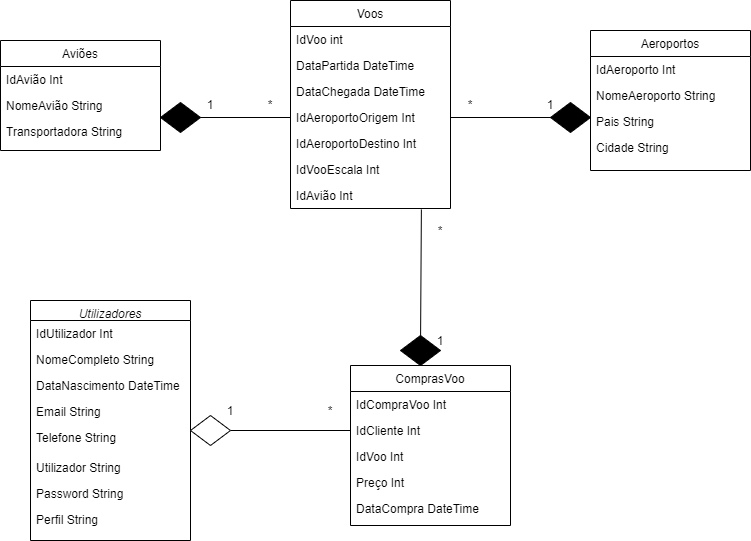 Voos
IdVoo int
DataPartida DateTime
DataChegada DateTime
IdAeroportoOrigem Int
IdAeroportoDestino Int
IdVooEscala Int
IdAvião Int
Aviões
IdAvião Int
NomeAvião String
Transportadora String
1
*
Aeroportos
IdAeroporto Int
NomeAeroporto String
Pais String
Cidade String
*
1
*
1
Utilizadores
IdUtilizador Int
NomeCompleto String
DataNascimento DateTime
Email String
Telefone String
Utilizador String
Password String
Perfil String
1
*
ComprasVoo
IdCompraVoo Int
IdCliente Int
IdVoo Int
Preço Int
DataCompra DateTime